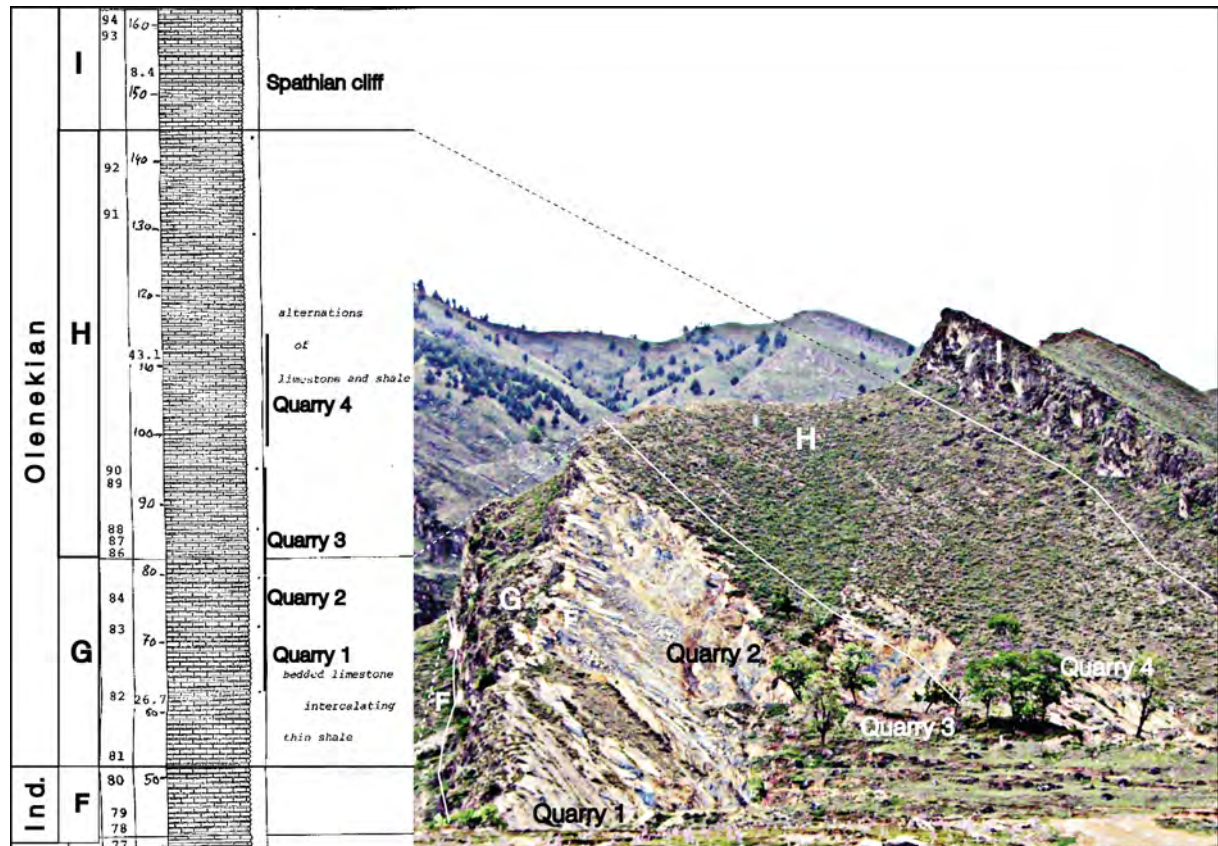 94
160
93
I
8.4
Spathian cliff
150
140
92
91
130
120
alternations
of
43.1
limestone and shale
Quarry 4
100
90
89
90
88
Quarry 3
87
86
80
84
Quarry 2
83
70
Quarry 1
bedded limestone
82
26.7
60
intercalating
thin shale
81
80
50
79
78
77
Olenekian
H
G
Ind.
F
I
H
G
F
F
Quarry 2
Quarry 4
Quarry 3
Quarry 1